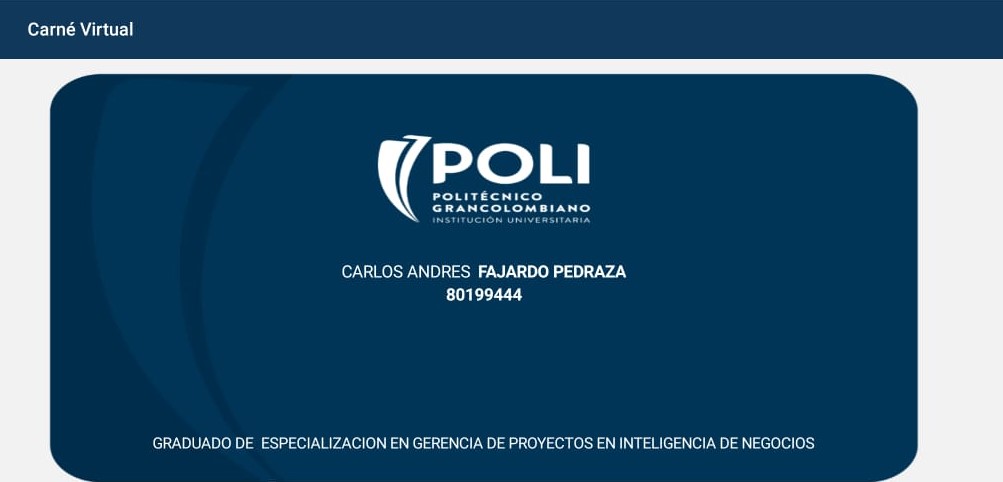 Carné Virtual
POLI
POLITÉCNICO
GRANCOLOMBIANO
INSTITUCIÓN UNIVERSITARIA
CARLOS ANDRES FAJARDO PEDRAZA
80199444
GRADUADO DE ESPECIALIZACION EN GERENCIA DE PROYECTOS EN INTELIGENCIA DE NEGOCIOS